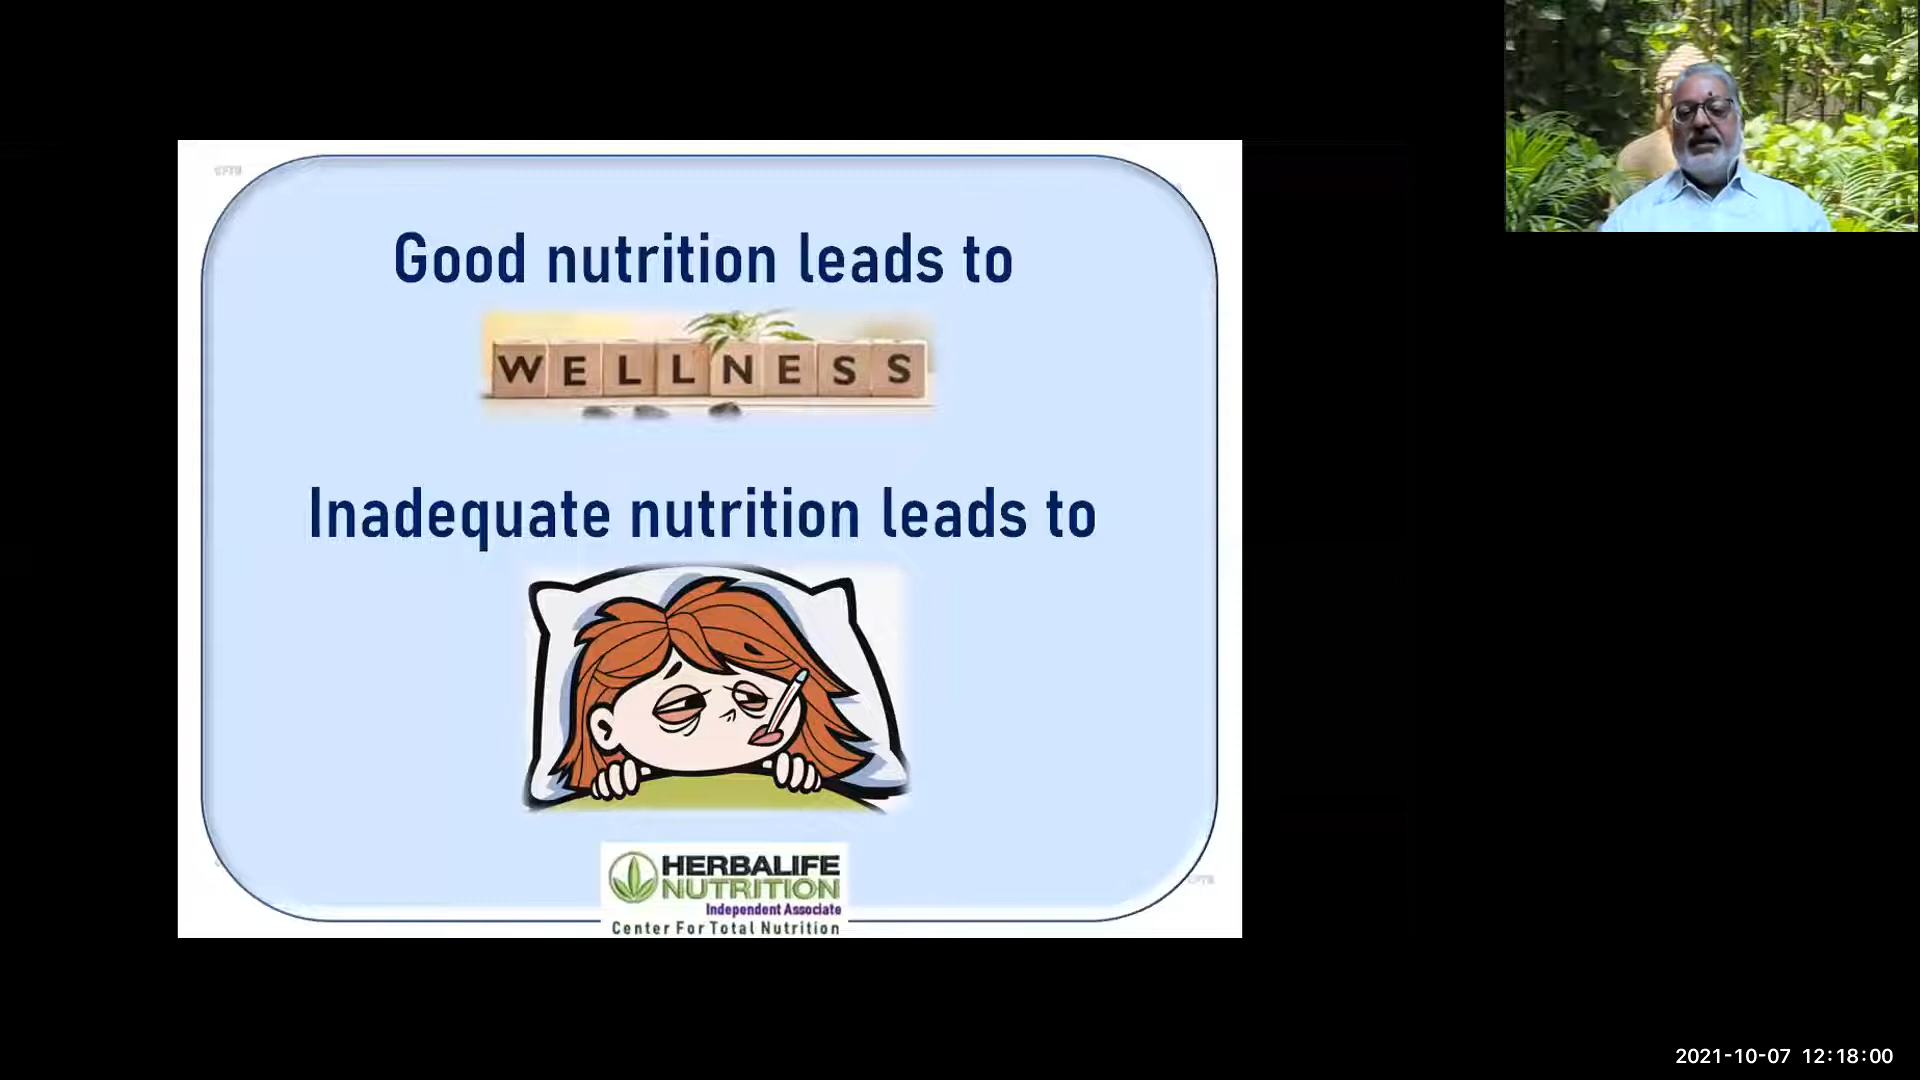 Good nutrition leads to
WELLNESS
Inadequate nutrition leads to
HERBALIFE
NUTRITION
Independent Associate
Center For Total Nutrition
2021-10-07 12:18:00